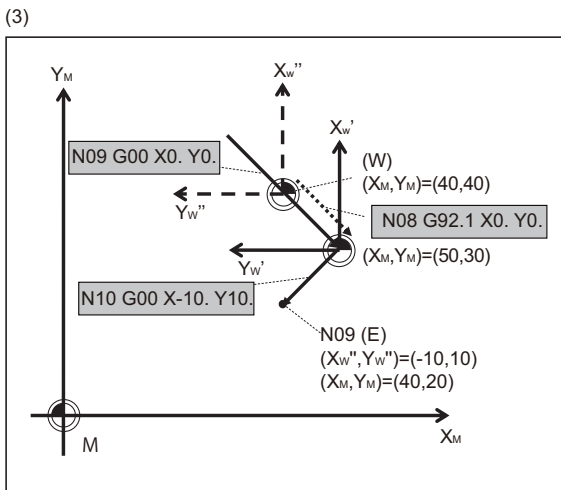 (3)
YM
Xw''
Xw'
N09 G00 X0. Y0.
(W)
(XM,YM)=(40,40)
Yw''
N08 G92.1 X0. Y0.
Yw'
(XM,YM)=(50,30)
N10 G00 X-10. Y10.
N09 (E)
(Xw'',Yw'')=(-10,10)
(XM,YM)=(40,20)
M
XM